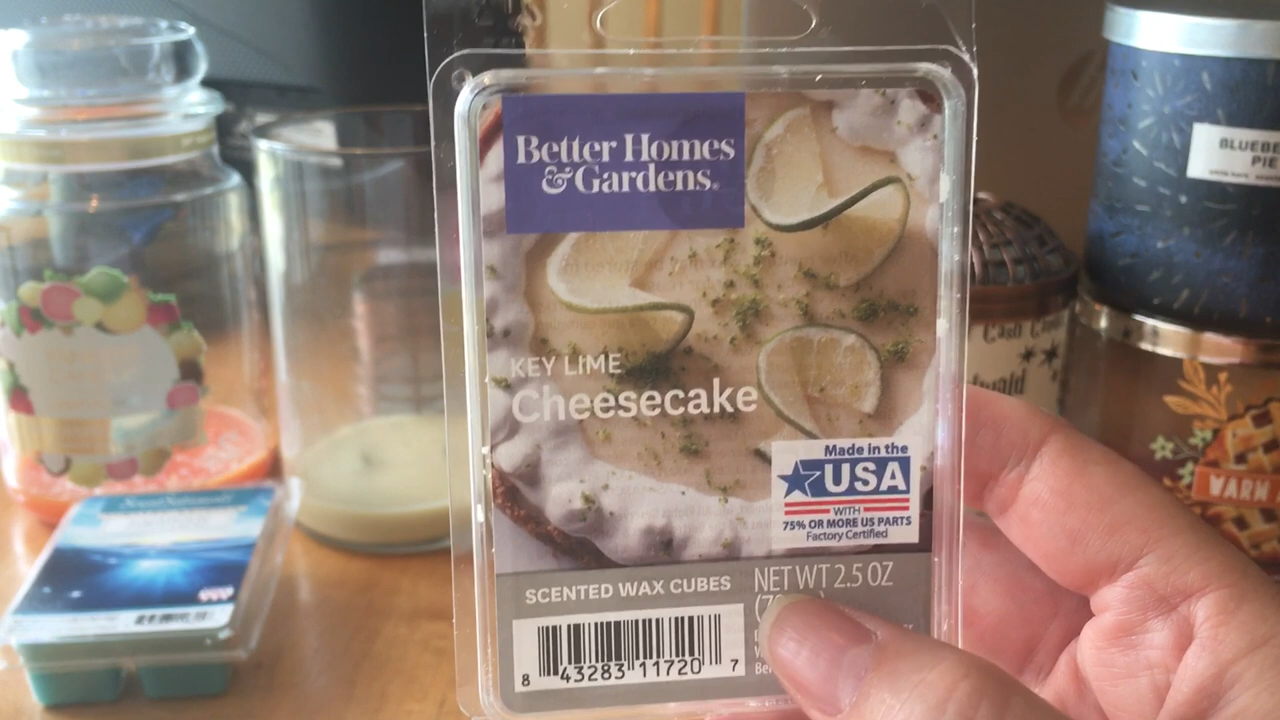 Better Homes
& Gardens®
KEY LIME
Cheesecake
Made in the
USA
WITH
75% OR MORE US PARTS
Factory Certified
SCENTED WAX CUBES
NET WT 2.5 OZ
8 43283 11720 7
BLUEBE
PIE
WARM